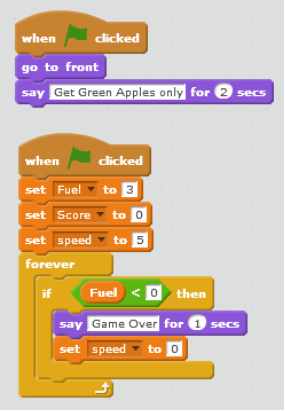 when clicked
go to front
say Get Green Apples only for 2 secs
when clicked
set Fuel to 3
set Score to 0
set speed to 5
forever
if Fuel < 0 then
say Game Over for 1 secs
set speed to 0